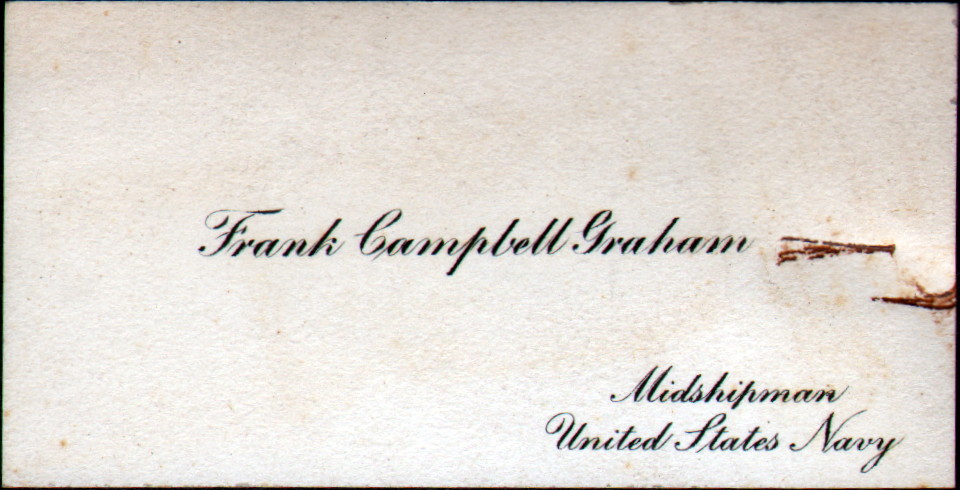 Frank Campbell Graham
Midshipman
United States Navy